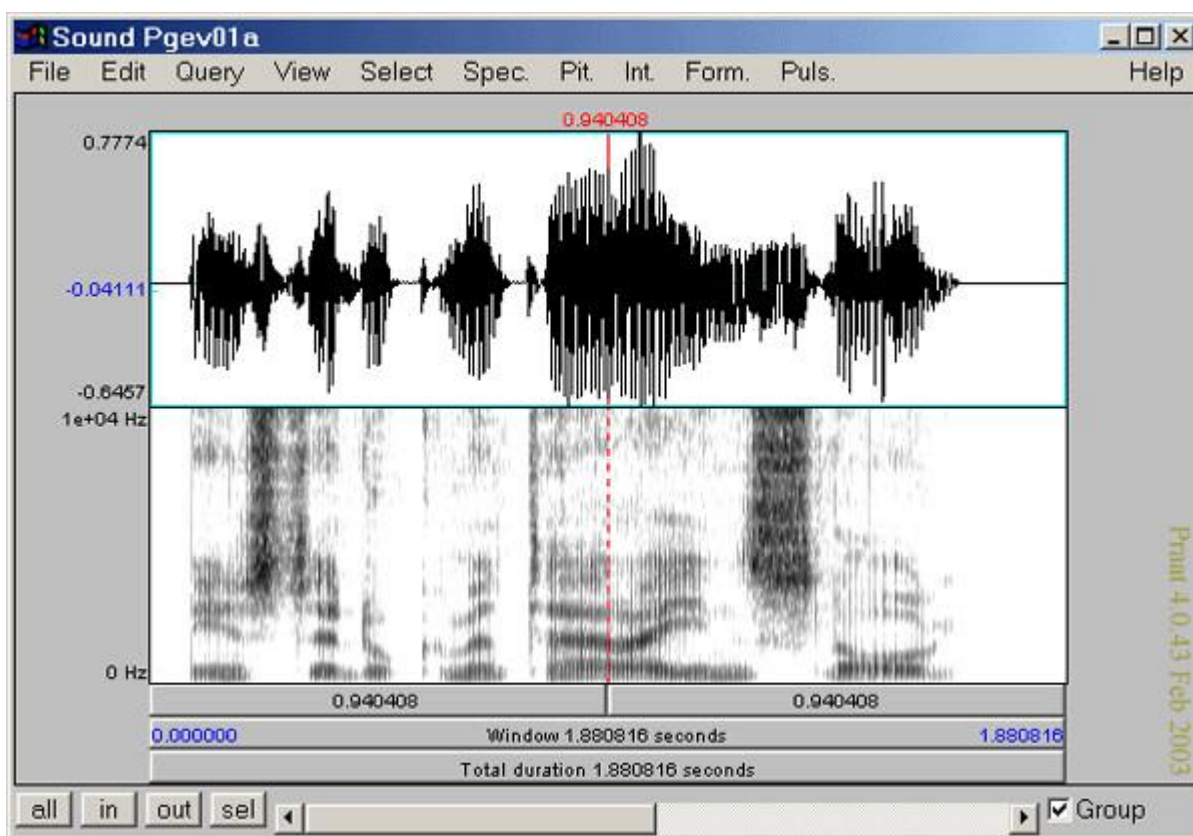 Sound Pgev01a
File Edit Query View Select Spec. Pit. Int. Form. Puls. Help
0.940408
0.7774
-0.04111
-0.6457
1e+04 Hz
0 Hz
0.940408 0.940408
0.000000 Window 1.880816 seconds 1.880816
Total duration 1.880816 seconds
all in out sel Group
Praat 4.0.43 Feb 2003